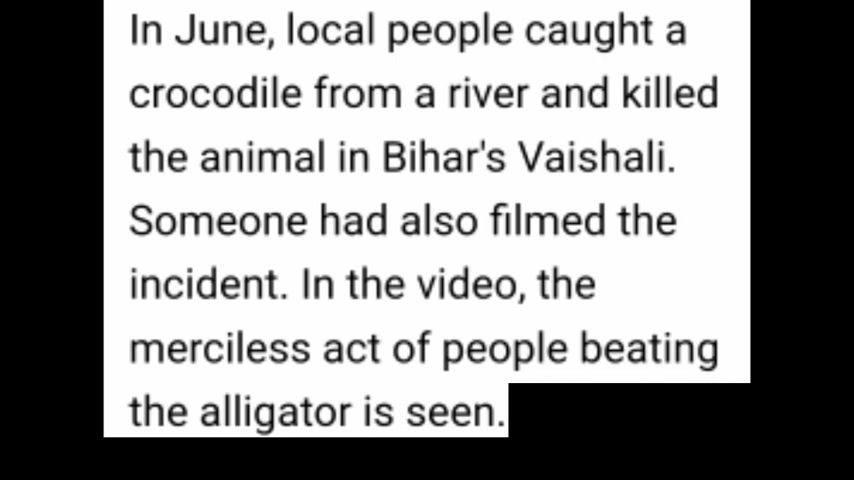 In June, local people caught a
crocodile from a river and killed
the animal in Bihar's Vaishali.
Someone had also filmed the
incident. In the video, the
merciless act of people beating
the alligator is seen.